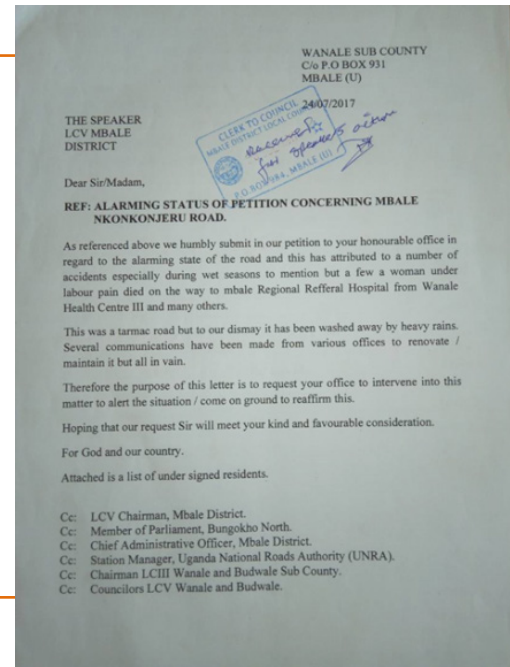 WANALE SUB COUNTY
C/o P.O BOX 931
MBALE (U)
24/07/2017
CLERK TO COUNCIL
MBALE DISTRICT LOCAL COUNCIL
Received
for speakers action
P.O. BOX 984, MBALE (U)
THE SPEAKER
LCV MBALE
DISTRICT
Dear Sir/Madam,
REF: ALARMING STATUS OF PETITION CONCERNING MBALE
NKONKONJERU ROAD.
As referenced above we humbly submit in our petition to your honourable office in
regard to the alarming state of the road and this has attributed to a number of
accidents especially during wet seasons to mention but a few a woman under
labour pain died on the way to mbale Regional Refferal Hospital from Wanale
Health Centre III and many others.
This was a tarmac road but to our dismay it has been washed away by heavy rains.
Several communications have been made from various offices to renovate /
maintain it but all in vain.
Therefore the purpose of this letter is to request your office to intervene into this
matter to alert the situation / come on ground to reaffirm this.
Hoping that our request Sir will meet your kind and favourable consideration.
For God and our country.
Attached is a list of under signed residents.
Cc: LCV Chairman, Mbale District.
Cc: Member of Parliament, Bungokho North.
Cc: Chief Administrative Officer, Mbale District.
Cc: Station Manager, Uganda National Roads Authority (UNRA).
Cc: Chairman LCIII Wanale and Budwale Sub County.
Cc: Councilors LCV Wanale and Budwale.